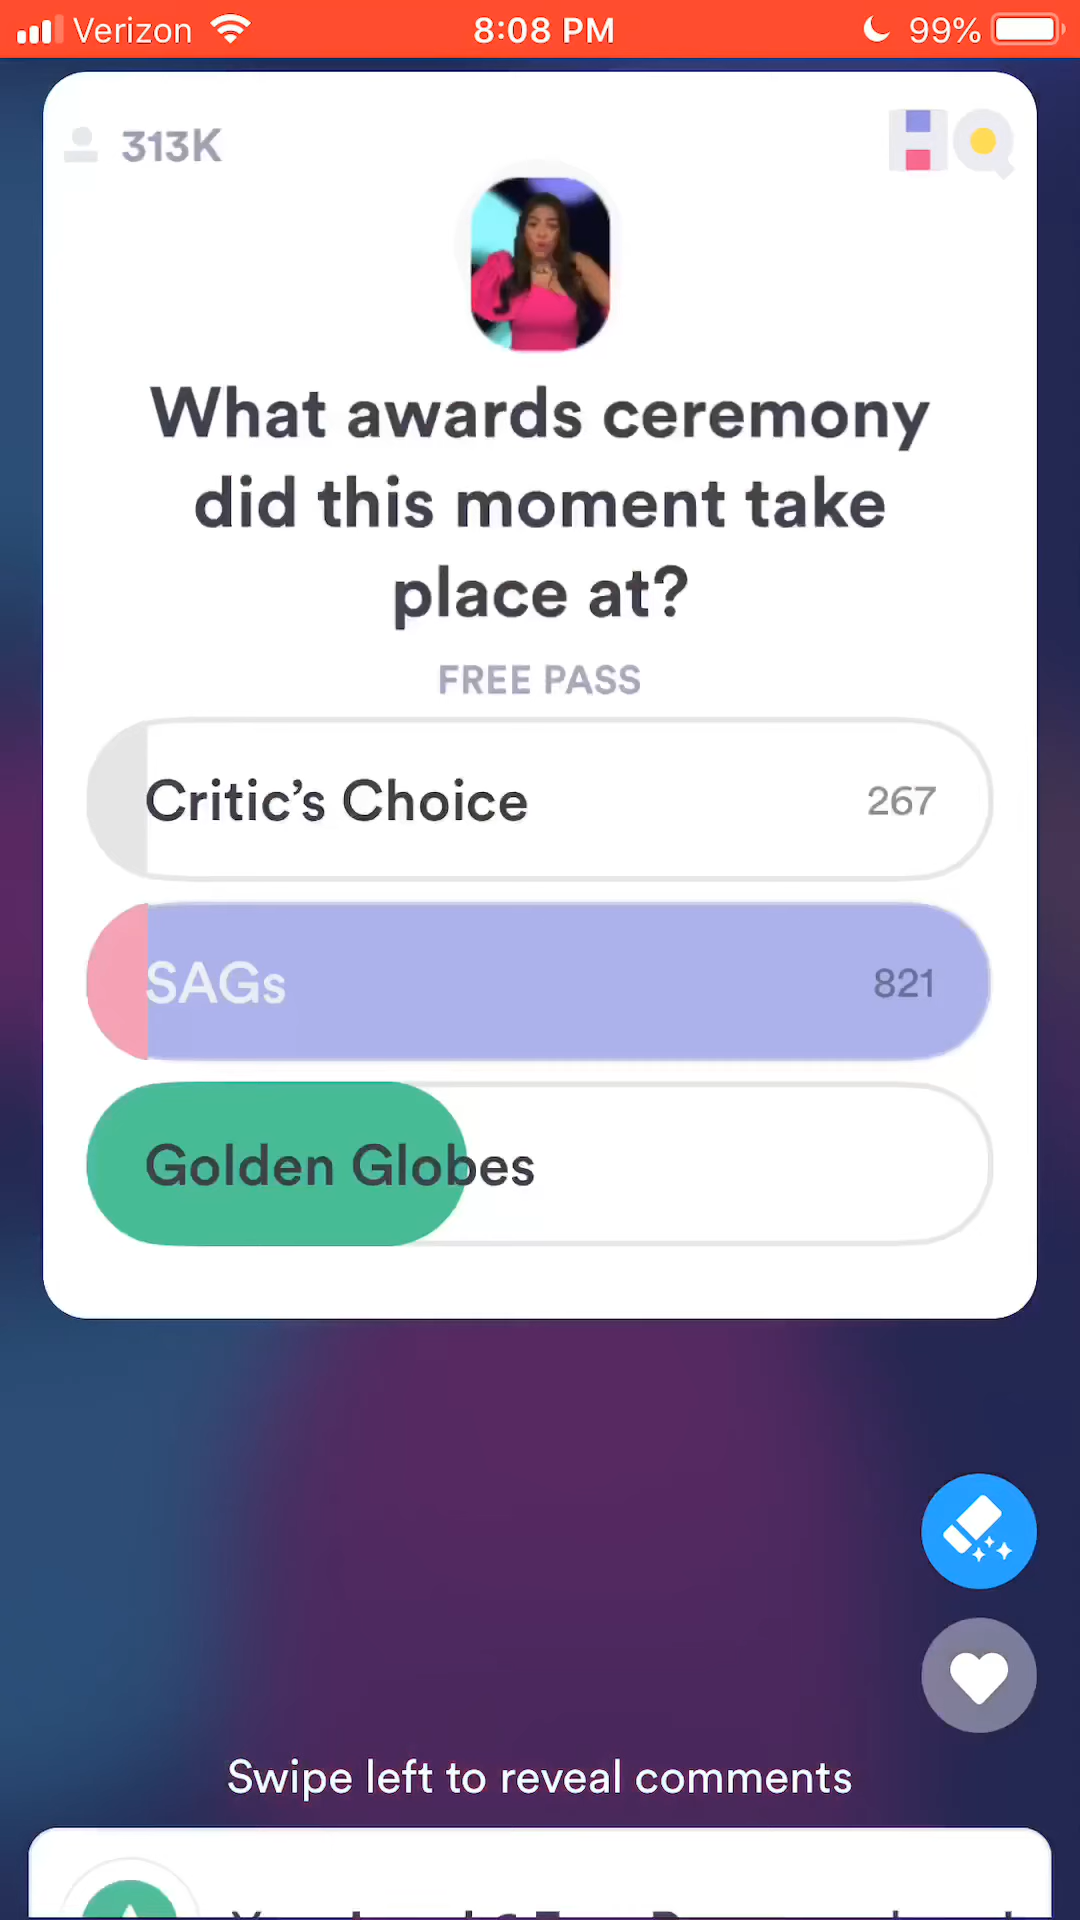 Verizon 8:08 PM 99%
313K HQ
What awards ceremony
did this moment take
place at?
FREE PASS
Critic’s Choice 267
SAGs 821
Golden Globes
Swipe left to reveal comments